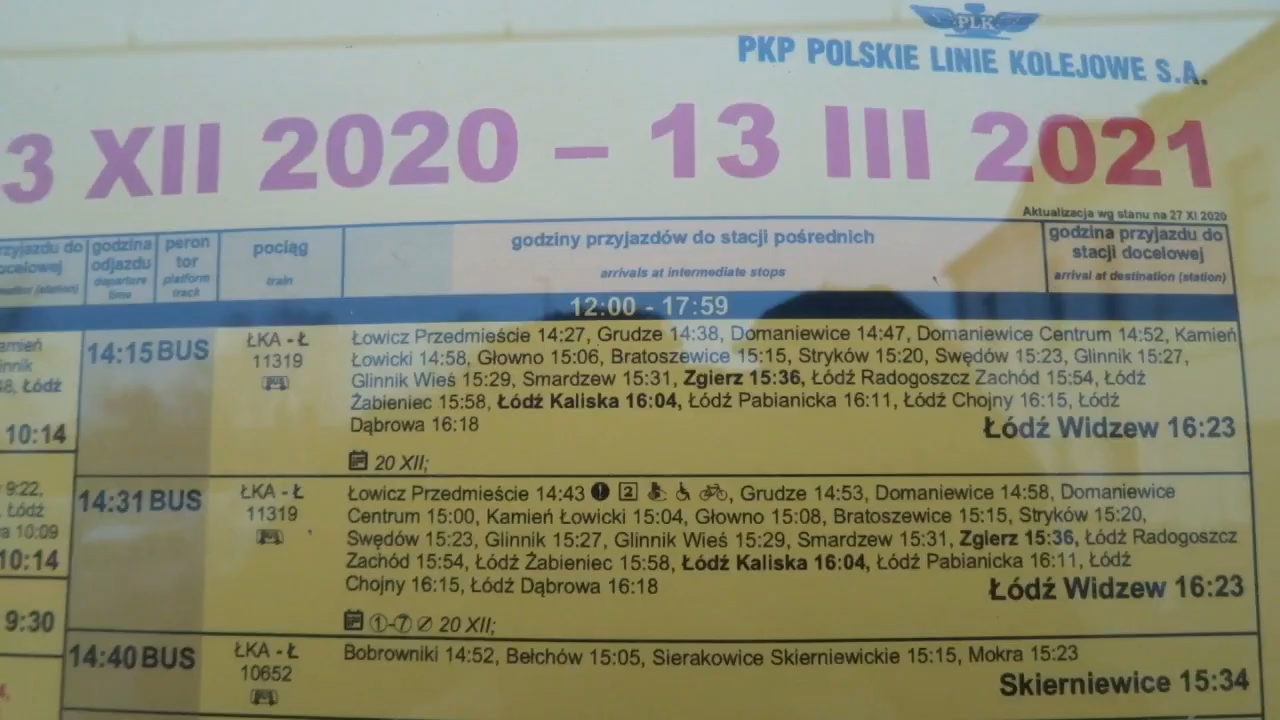 PLK
PKP POLSKIE LINIE KOLEJOWE S.A.
3 XII 2020 – 13 III 2021
Aktualizacja wg stanu na 27 XI 2020
godzina odjazdu departure time
peron tor platform track
pociąg train
godziny przyjazdów do stacji pośrednich
arrivals at intermediate stops
godzina przyjazdu do
stacji docelowej
arrival at destination (station)
12:00 - 17:59
14:15 BUS
ŁKA - Ł
11319
Łowicz Przedmieście 14:27, Grudze 14:38, Domaniewice 14:47, Domaniewice Centrum 14:52, Kamień
Łowicki 14:58, Głowno 15:06, Bratoszewice 15:15, Stryków 15:20, Swędów 15:23, Glinnik 15:27,
Glinnik Wieś 15:29, Smardzew 15:31, Zgierz 15:36, Łódź Radogoszcz Zachód 15:54, Łódź
Żabieniec 15:58, Łódź Kaliska 16:04, Łódź Pabianicka 16:11, Łódź Chojny 16:15, Łódź
Dąbrowa 16:18
Łódź Widzew 16:23
20 XII;
10:14
14:31 BUS
ŁKA - Ł
11319
Łowicz Przedmieście 14:43 2 , Grudze 14:53, Domaniewice 14:58, Domaniewice
Centrum 15:00, Kamień Łowicki 15:04, Głowno 15:08, Bratoszewice 15:15, Stryków 15:20,
Swędów 15:23, Glinnik 15:27, Glinnik Wieś 15:29, Smardzew 15:31, Zgierz 15:36, Łódź Radogoszcz
Zachód 15:54, Łódź Żabieniec 15:58, Łódź Kaliska 16:04, Łódź Pabianicka 16:11, Łódź
Chojny 16:15, Łódź Dąbrowa 16:18
Łódź Widzew 16:23
①-⑦ ⊘ 20 XII;
9:22,
Łódź
10:09
10:14
9:30
14:40 BUS
ŁKA - Ł
10652
Bobrowniki 14:52, Bełchów 15:05, Sierakowice Skierniewickie 15:15, Mokra 15:23
Skierniewice 15:34